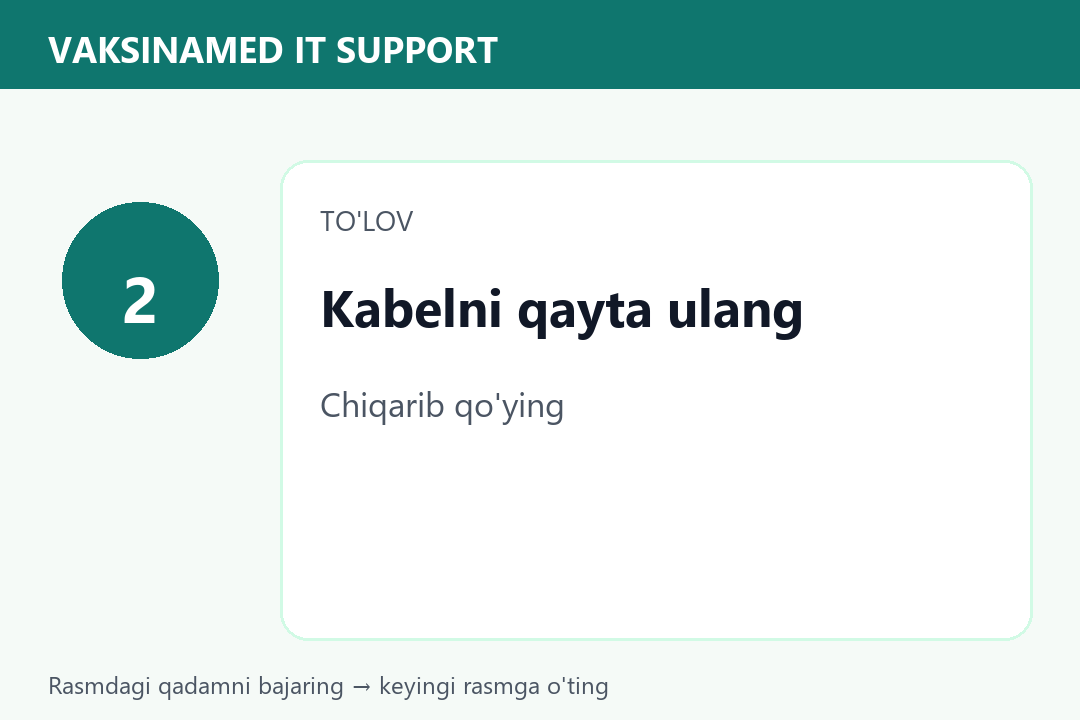 VAKSINAMED IT SUPPORT
2
TO'LOV
Kabelni qayta ulang
Chiqarib qo'ying
Rasmdagi qadamni bajaring → keyingi rasmga o'ting